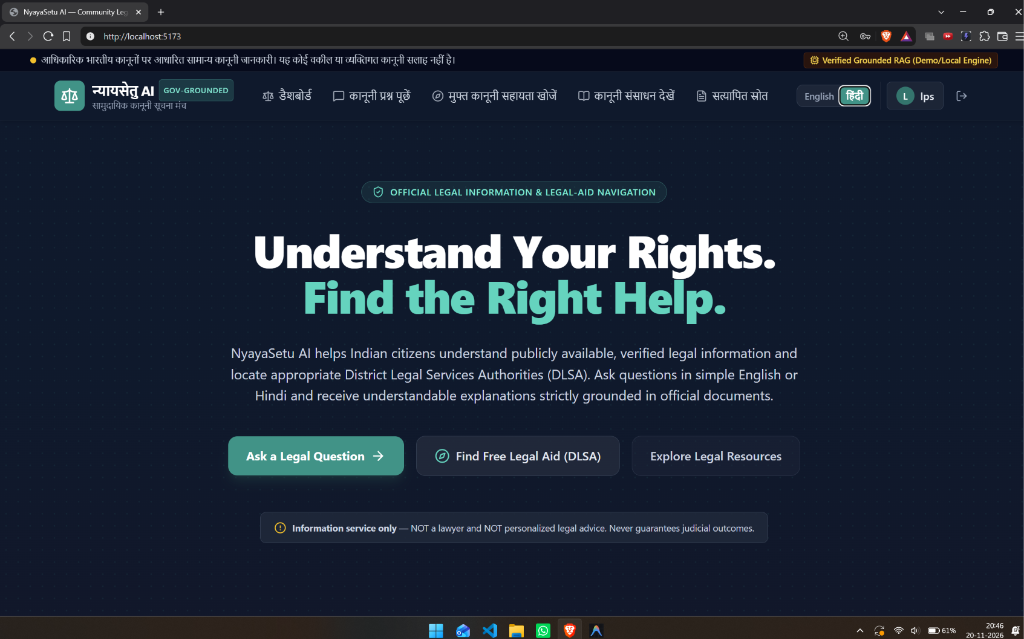 NyayaSetu AI — Community Leg
http://localhost:5173
आधिकारिक भारतीय कानूनों पर आधारित सामान्य कानूनी जानकारी। यह कोई वकील या व्यक्तिगत कानूनी सलाह नहीं है।
Verified Grounded RAG (Demo/Local Engine)
न्यायसेतु AI
GOV-GROUNDED
सामुदायिक कानूनी सूचना मंच
डैशबोर्ड
कानूनी प्रश्न पूछें
मुफ्त कानूनी सहायता खोजें
कानूनी संसाधन देखें
सत्यापित स्रोत
English
हिंदी
L
lps
OFFICIAL LEGAL INFORMATION & LEGAL-AID NAVIGATION
Understand Your Rights.
Find the Right Help.
NyayaSetu AI helps Indian citizens understand publicly available, verified legal information and
locate appropriate District Legal Services Authorities (DLSA). Ask questions in simple English or
Hindi and receive understandable explanations strictly grounded in official documents.
Ask a Legal Question
Find Free Legal Aid (DLSA)
Explore Legal Resources
Information service only — NOT a lawyer and NOT personalized legal advice. Never guarantees judicial outcomes.
61%
20:46
20-11-2026